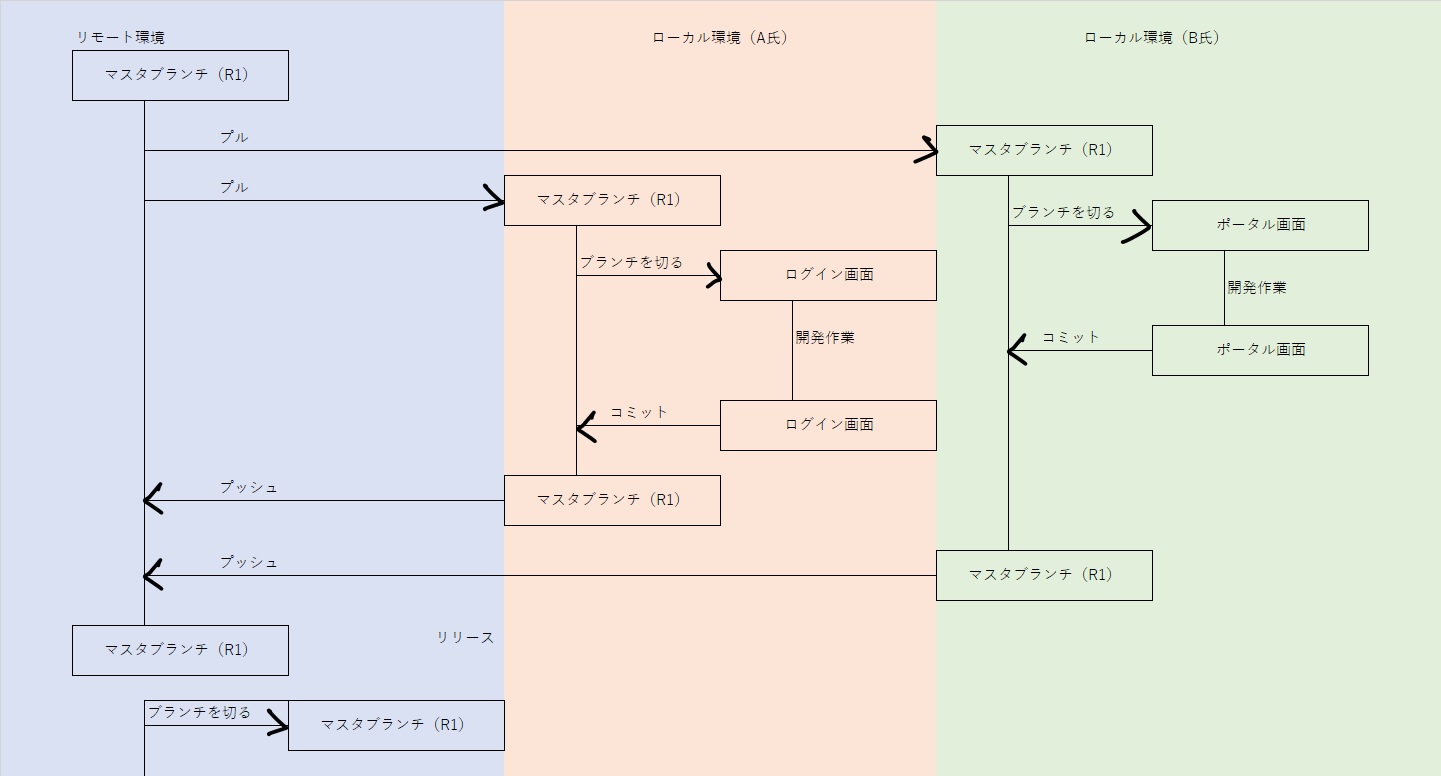 リモート環境
ローカル環境（A氏）
ローカル環境（B氏）
マスタブランチ（R1）
プル
マスタブランチ（R1）
プル
マスタブランチ（R1）
ブランチを切る
ポータル画面
ブランチを切る
ログイン画面
開発作業
開発作業
コミット
ポータル画面
コミット
ログイン画面
プッシュ
マスタブランチ（R1）
プッシュ
マスタブランチ（R1）
マスタブランチ（R1）
リリース
ブランチを切る
マスタブランチ（R1）